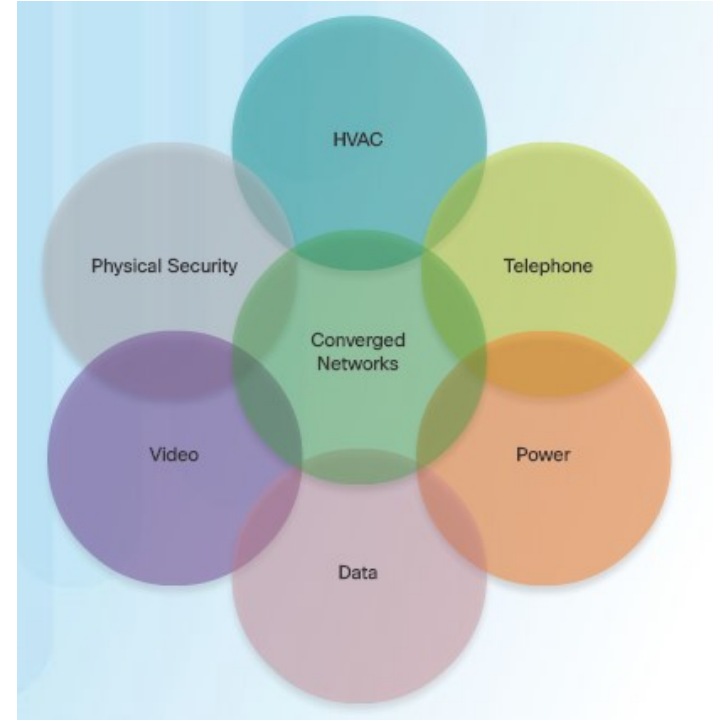 HVAC
Physical Security
Telephone
Converged
Networks
Video
Power
Data